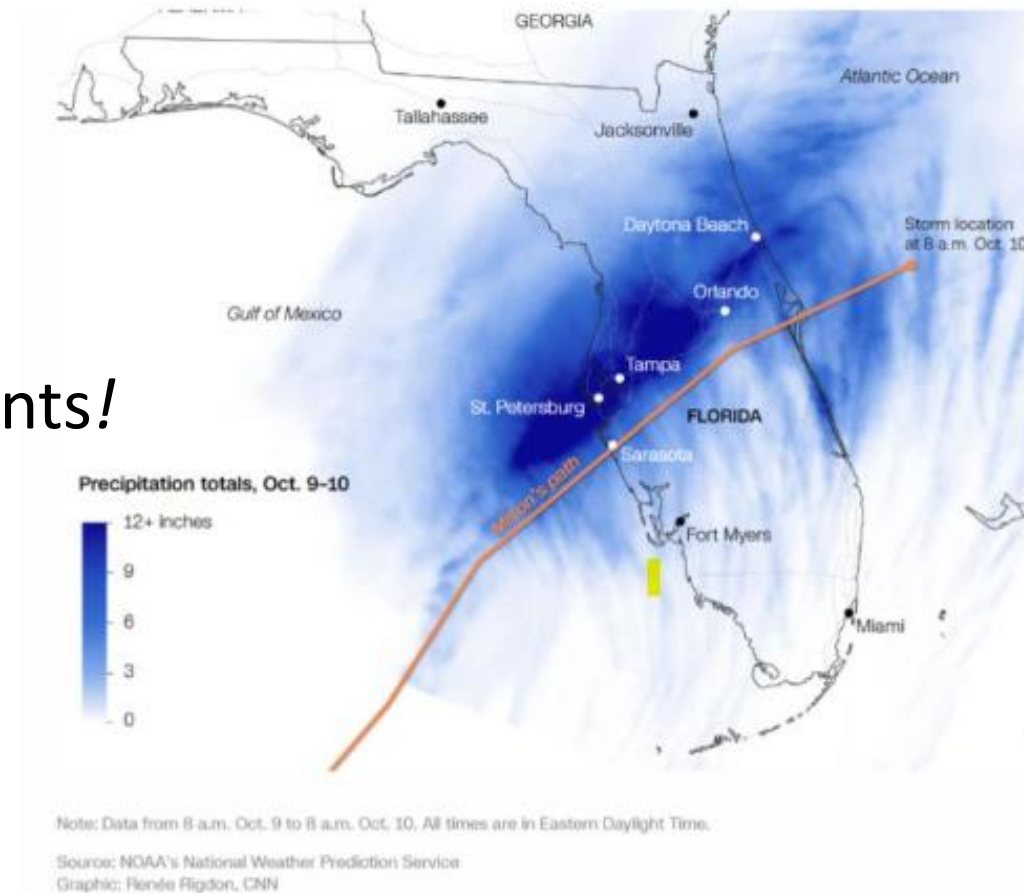 GEORGIA
Atlantic Ocean
Tallahassee
Jacksonville
Daytona Beach
Storm location
at 8 a.m. Oct. 10
Orlando
Gulf of Mexico
Tampa
St. Petersburg
FLORIDA
nts!
Sarasota
Milton's path
Precipitation totals, Oct. 9-10
12+ inches
9
6
3
0
Fort Myers
Miami
Note: Data from 8 a.m. Oct. 9 to 8 a.m. Oct. 10. All times are in Eastern Daylight Time.
Source: NOAA's National Weather Prediction Service
Graphic: Renée Rigdon, CNN